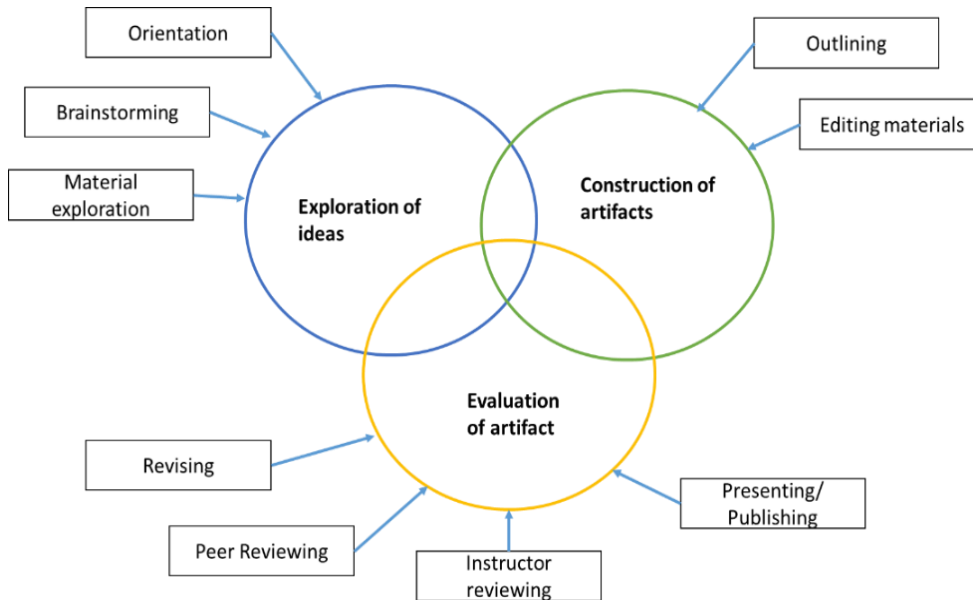 Orientation
Outlining
Brainstorming
Editing materials
Material
exploration
Exploration of
ideas
Construction of
artifacts
Evaluation
of artifact
Revising
Presenting/
Publishing
Peer Reviewing
Instructor
reviewing